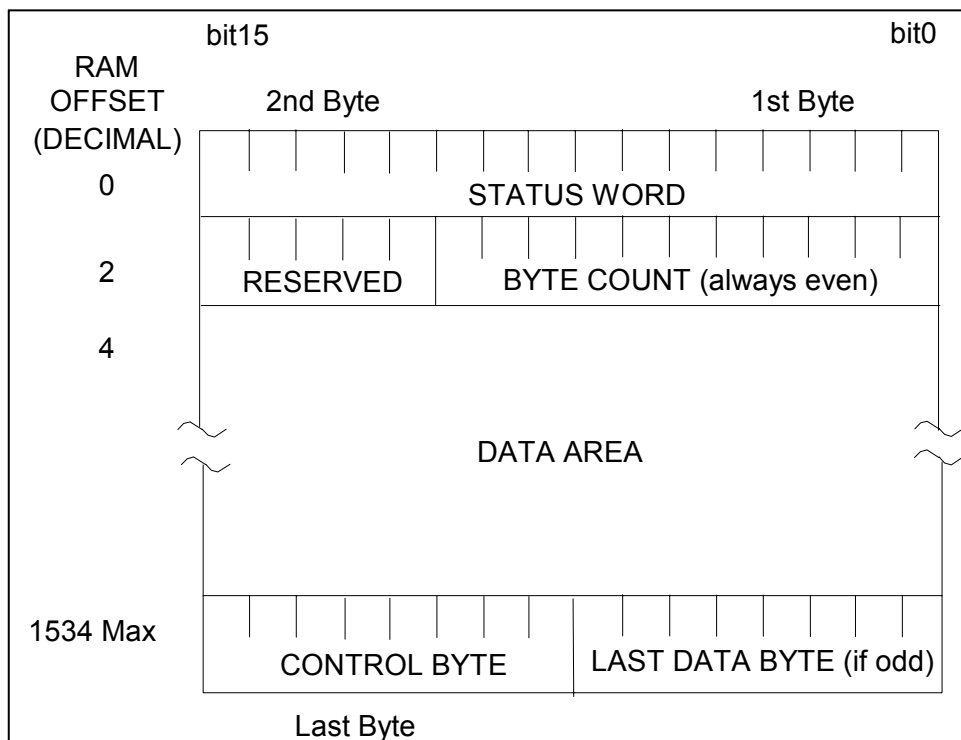 bit15 bit0
RAM
OFFSET
(DECIMAL)
2nd Byte 1st Byte
0 STATUS WORD
2 RESERVED BYTE COUNT (always even)
4
DATA AREA
1534 Max CONTROL BYTE LAST DATA BYTE (if odd)
Last Byte